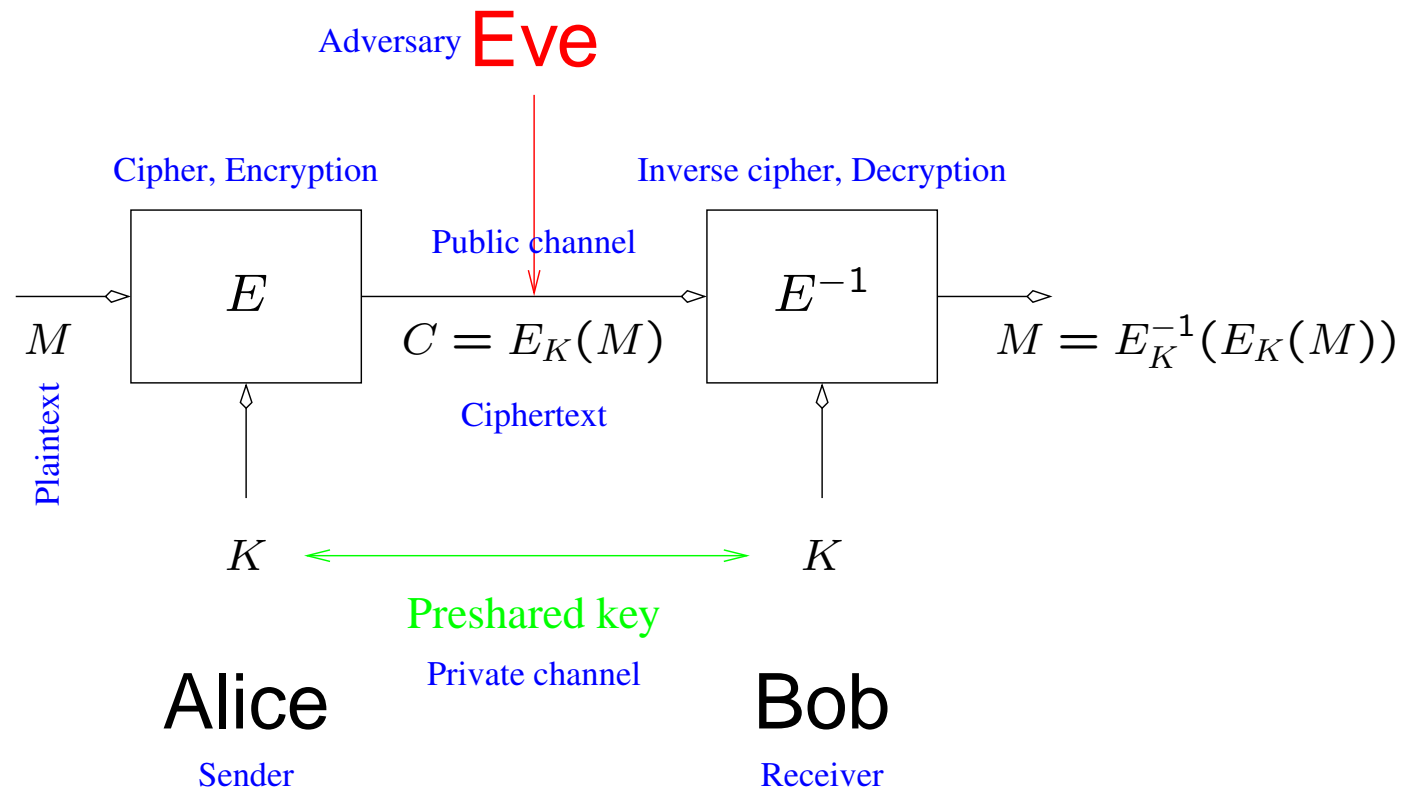 Adversary Eve
Cipher, Encryption
Inverse cipher, Decryption
Public channel
E
E⁻¹
M
C = E_K(M)
M = E_K⁻¹(E_K(M))
Plaintext
Ciphertext
K
K
Preshared key
Private channel
Alice
Bob
Sender
Receiver